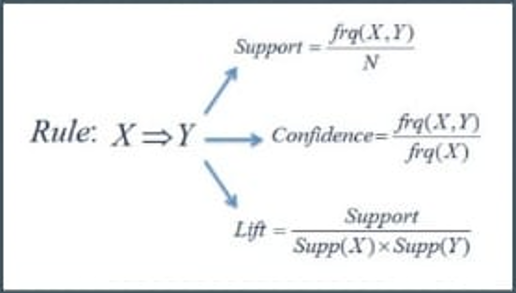 Support = frq(X,Y) / N
Rule: X ⇒ Y
Confidence= frq(X,Y) / frq(X)
Lift = Support / Supp(X)×Supp(Y)